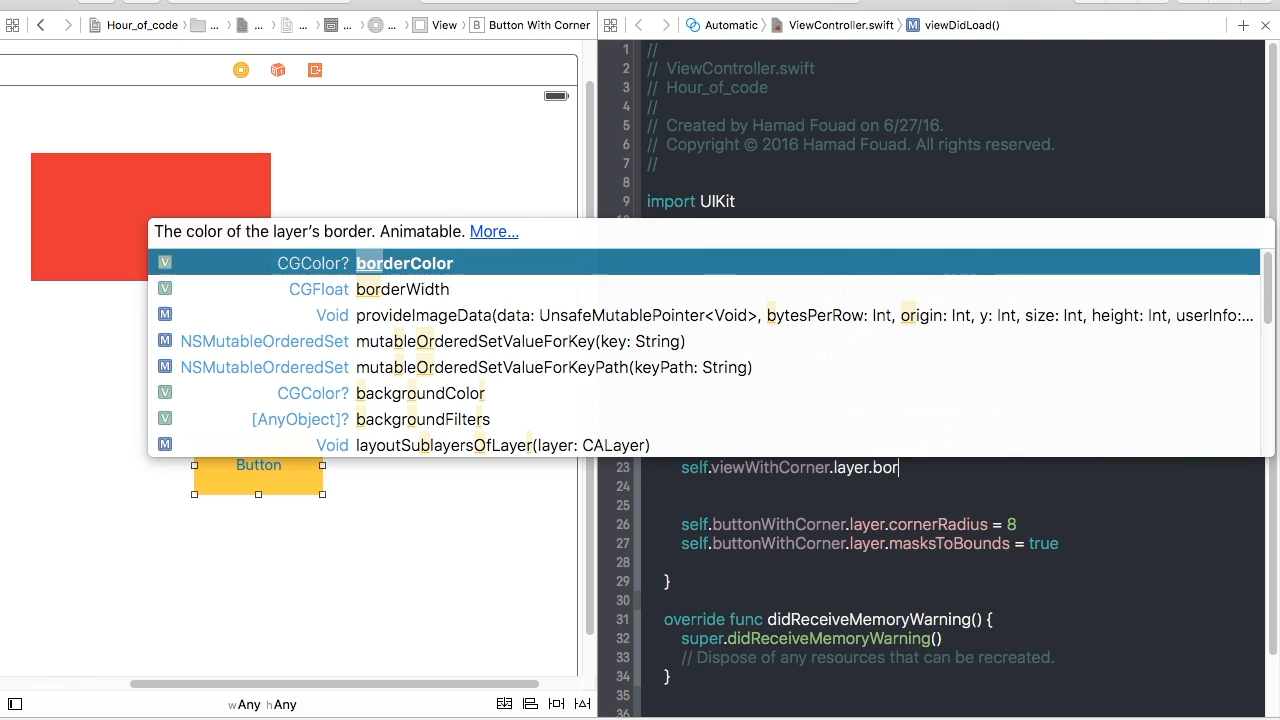 Hour_of_code
...
...
...
...
...
View
B Button With Corner
Automatic
ViewController.swift
M viewDidLoad()
1 //
2 // ViewController.swift
3 // Hour_of_code
4 //
5 // Created by Hamad Fouad on 6/27/16.
6 // Copyright © 2016 Hamad Fouad. All rights reserved.
7 //
8
9 import UIKit
The color of the layer’s border. Animatable. More...
V CGColor? borderColor
V CGFloat borderWidth
M Void provideImageData(data: UnsafeMutablePointer<Void>, bytesPerRow: Int, origin: Int, y: Int, size: Int, height: Int, userInfo:...
M NSMutableOrderedSet mutableOrderedSetValueForKey(key: String)
M NSMutableOrderedSet mutableOrderedSetValueForKeyPath(keyPath: String)
V CGColor? backgroundColor
V [AnyObject]? backgroundFilters
M Void layoutSublayersOfLayer(layer: CALayer)
Button
23 self.viewWithCorner.layer.bor
24
25
26 self.buttonWithCorner.layer.cornerRadius = 8
27 self.buttonWithCorner.layer.masksToBounds = true
28
29 }
30
31 override func didReceiveMemoryWarning() {
32 super.didReceiveMemoryWarning()
33 // Dispose of any resources that can be recreated.
34 }
35
36
wAny hAny